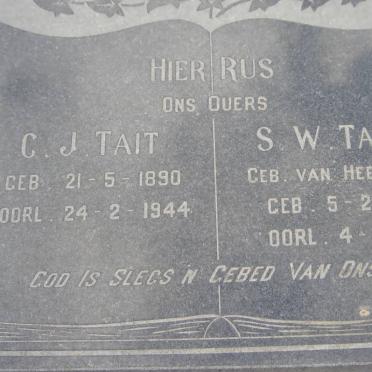 HIER RUS
ONS OUERS
C. J. TAIT
GEB. 21-5-1890
OORL. 24-2-1944
S. W. TA
GEB. VAN HEE
GEB. 5-2
OORL. 4-
GOD IS SLEGS 'N GEBED VAN ONS